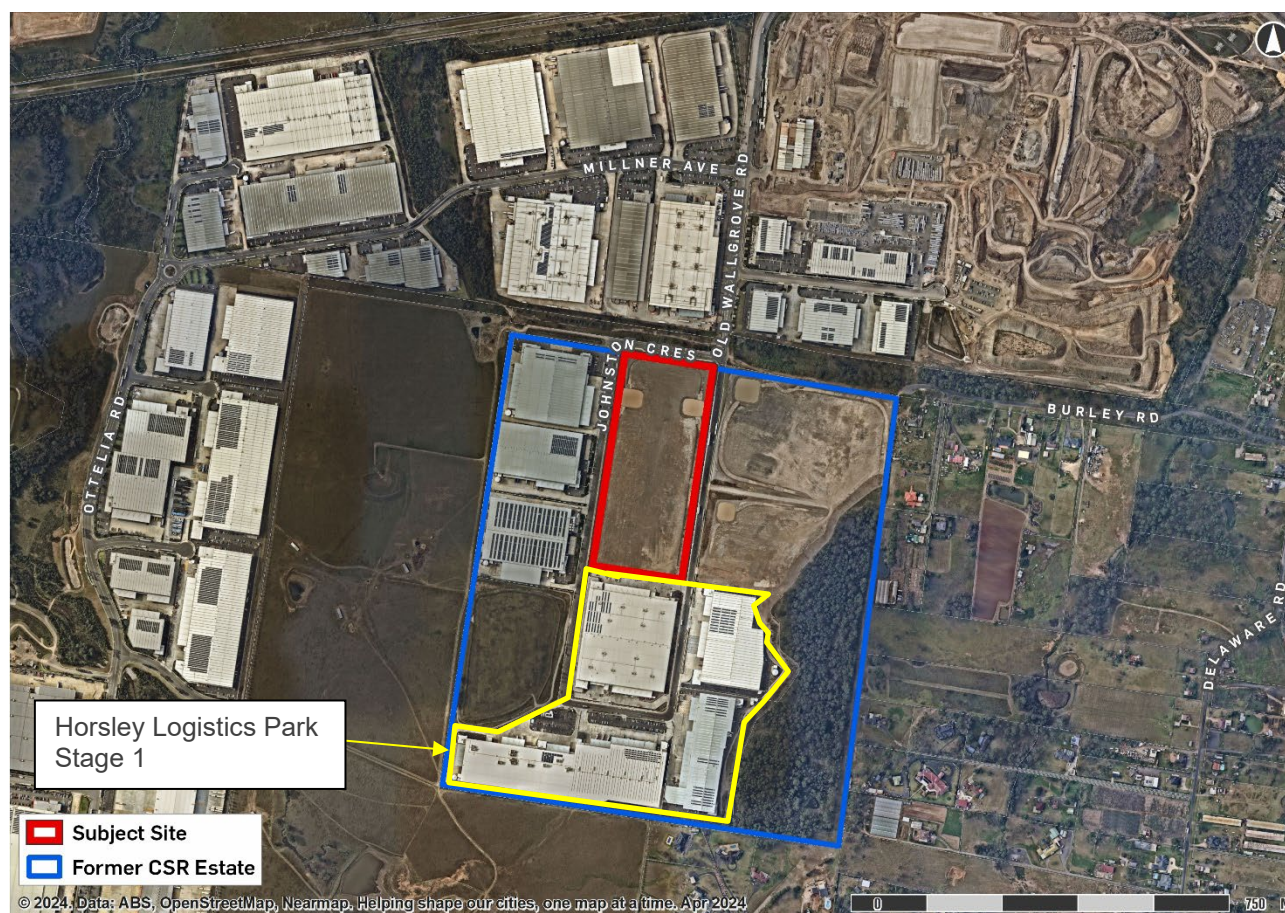 MILLNER AVE
OLD WALLGROVE RD
JOHNSTON CRES
BURLEY RD
OTTELIA RD
DELAWARE RD
Horsley Logistics Park
Stage 1
Subject Site
Former CSR Estate
© 2024. Data: ABS, OpenStreetMap, Nearmap. Helping shape our cities, one map at a time. Apr 2024
0 750